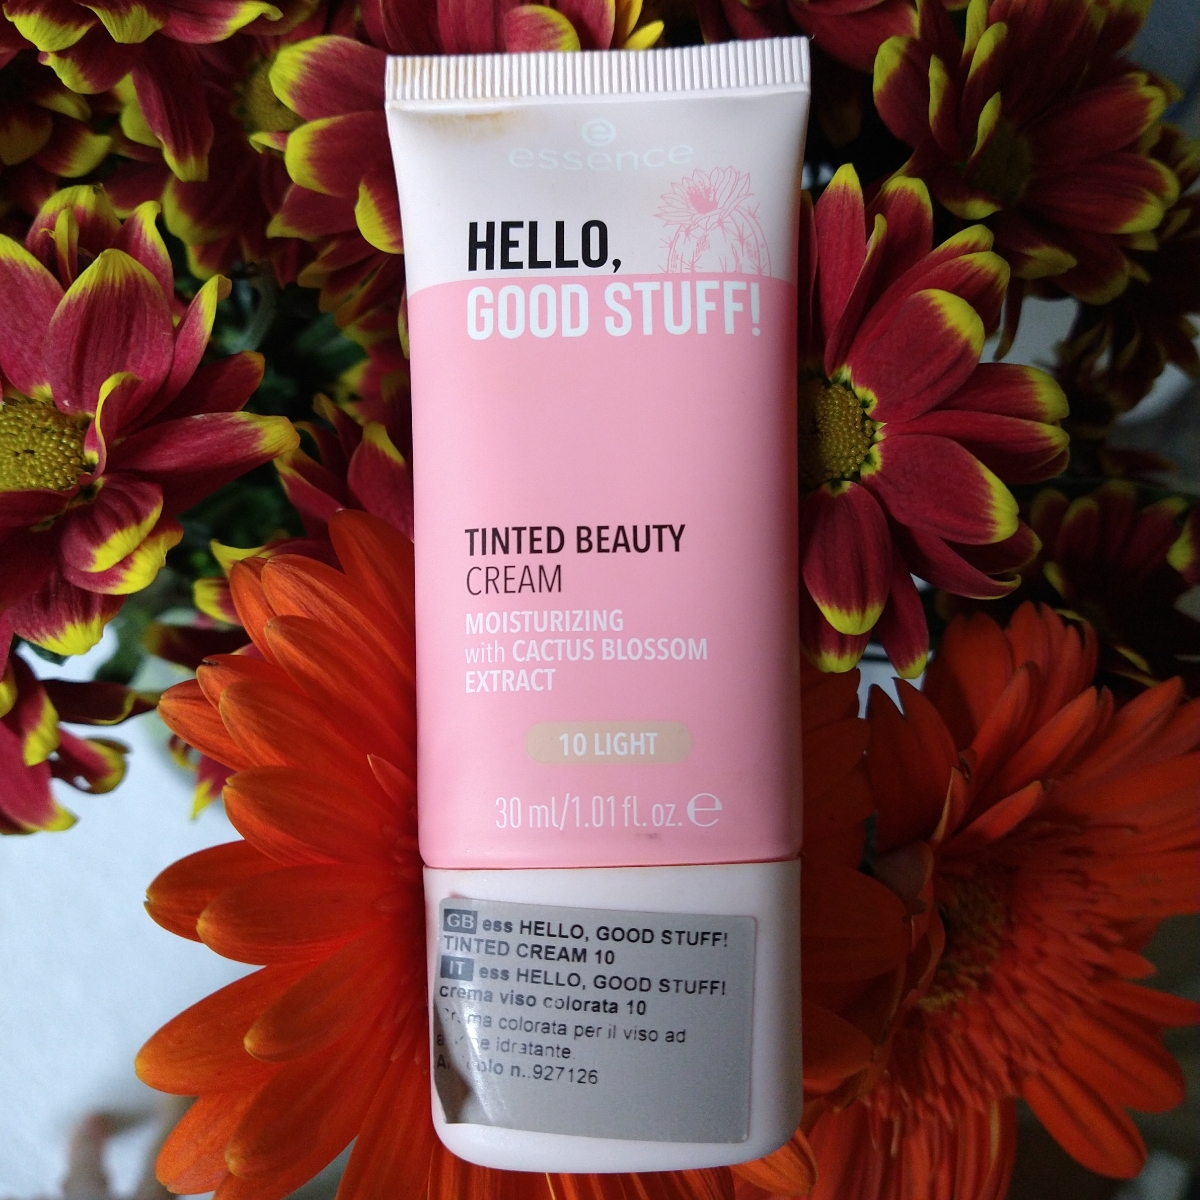 essence
HELLO,
GOOD STUFF!
TINTED BEAUTY
CREAM
MOISTURIZING
with CACTUS BLOSSOM
EXTRACT
10 LIGHT
30 ml/1.01 fl. oz. e
GB ess HELLO, GOOD STUFF!
TINTED CREAM 10
IT ess HELLO, GOOD STUFF!
crema viso colorata 10
colorata per il viso ad
idratante
n..927126